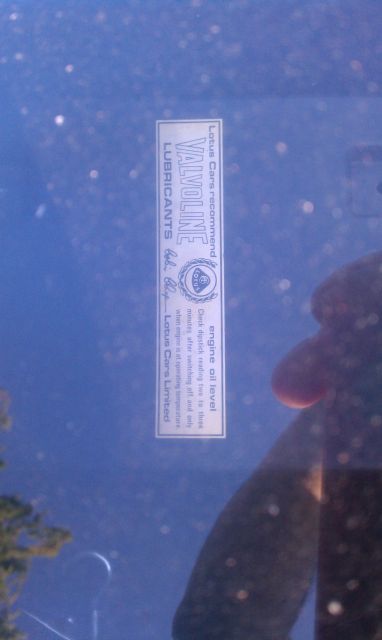 Lotus Cars recommend
VALVOLINE
LUBRICANTS
LOTUS
engine oil level
Check dipstick reading two to three
minutes after switching off and only
when engine is at operating temperature.
Lotus Cars Limited